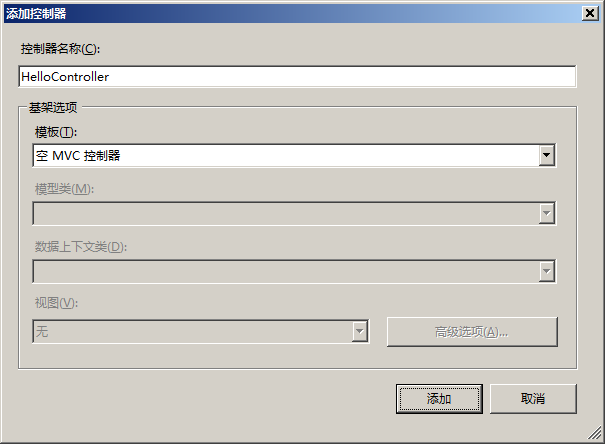 添加控制器
控制器名称(C):
HelloController
基架选项
模板(T):
空 MVC 控制器
模型类(M):
数据上下文类(D):
视图(V):
无
高级选项(A)...
添加
取消